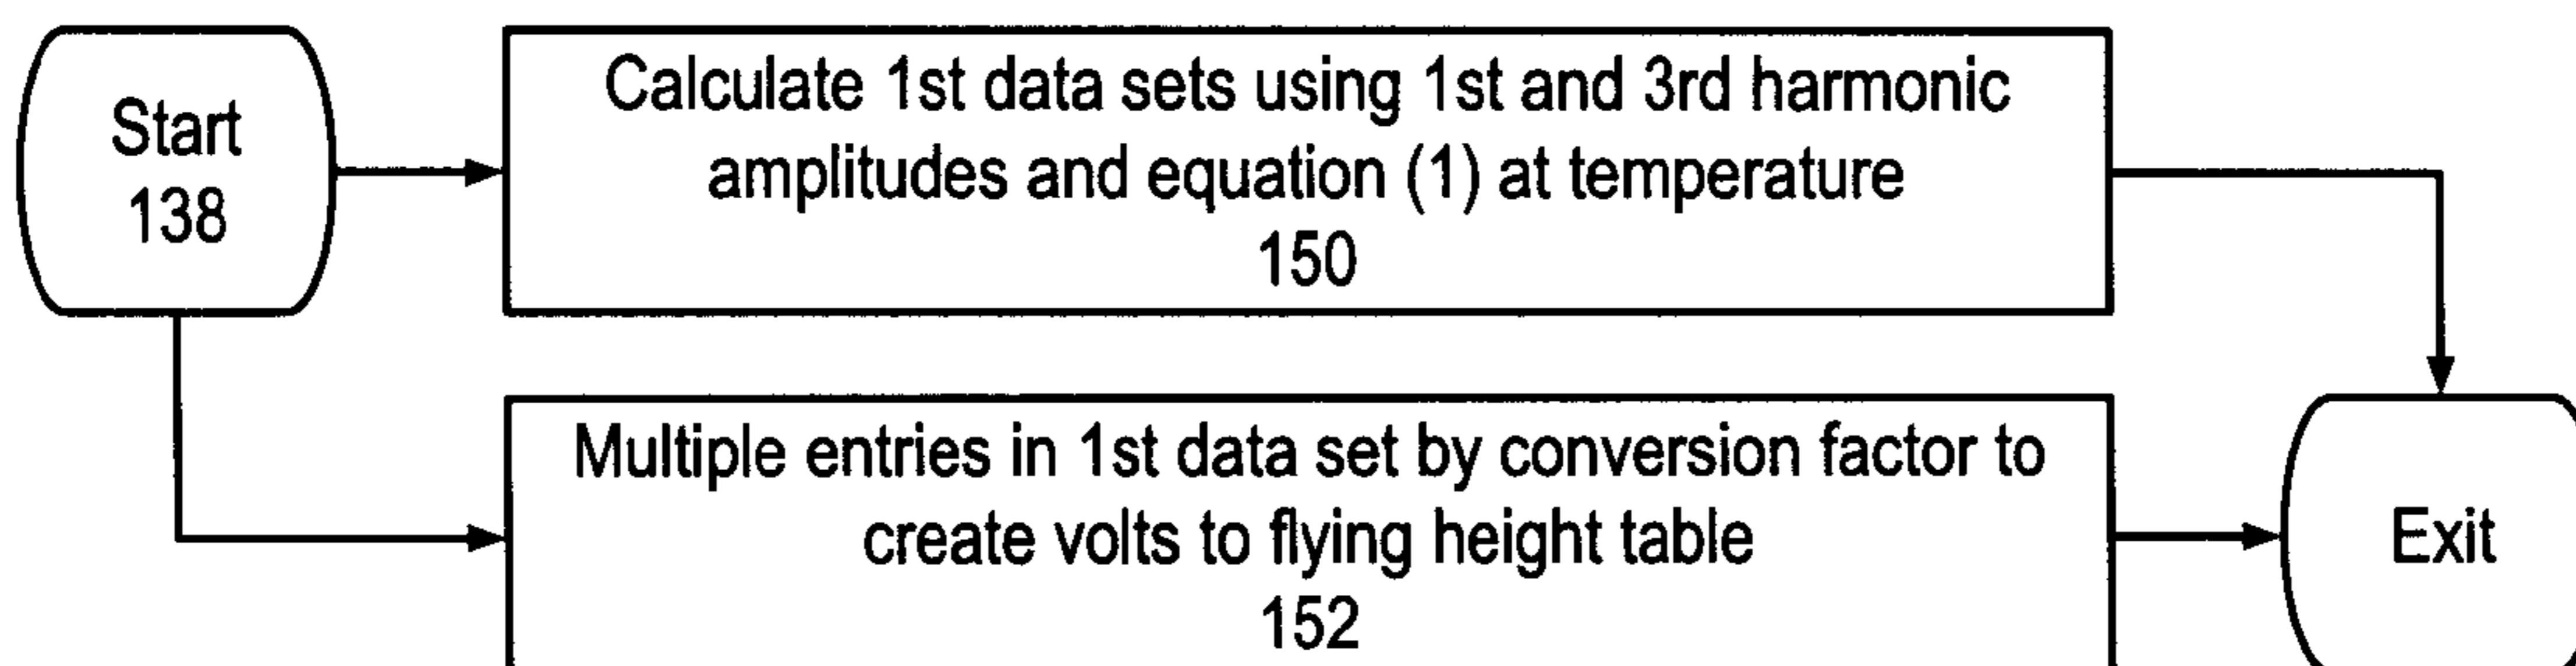 Start
138
Calculate 1st data sets using 1st and 3rd harmonic
amplitudes and equation (1) at temperature
150
Multiple entries in 1st data set by conversion factor to
create volts to flying height table
152
Exit